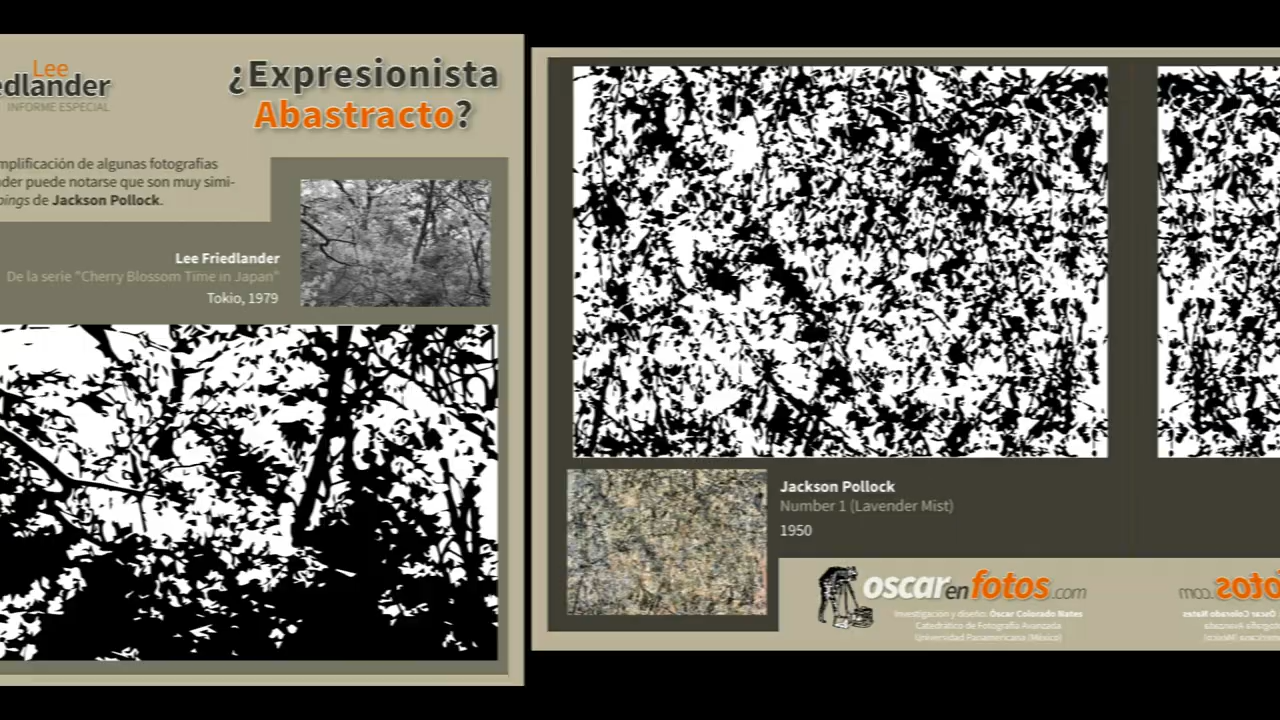 Lee
edlander
INFORME ESPECIAL
¿Expresionista
Abastracto?
mplificación de algunas fotografías
nder puede notarse que son muy simi-
pings de Jackson Pollock.
Lee Friedlander
De la serie "Cherry Blossom Time in Japan"
Tokio, 1979
Jackson Pollock
Number 1 (Lavender Mist)
1950
oscarenfotos.com
Investigación y diseño: Óscar Colorado Nates
Catedrático de Fotografía Avanzada
Universidad Panamericana (México)